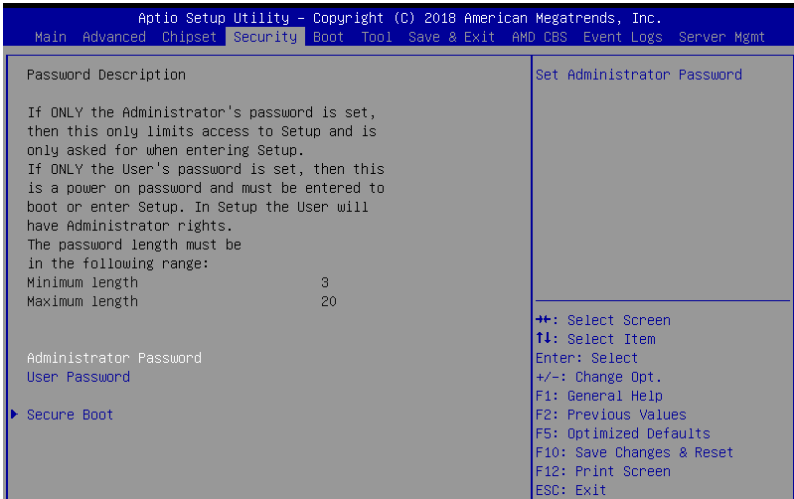 Aptio Setup Utility – Copyright (C) 2018 American Megatrends, Inc.
Main Advanced Chipset Security Boot Tool Save & Exit AMD CBS Event Logs Server Mgmt
Password Description
If ONLY the Administrator's password is set,
then this only limits access to Setup and is
only asked for when entering Setup.
If ONLY the User's password is set, then this
is a power on password and must be entered to
boot or enter Setup. In Setup the User will
have Administrator rights.
The password length must be
in the following range:
Minimum length 3
Maximum length 20
Administrator Password
User Password
Secure Boot
Set Administrator Password
→←: Select Screen
↑↓: Select Item
Enter: Select
+/-: Change Opt.
F1: General Help
F2: Previous Values
F5: Optimized Defaults
F10: Save Changes & Reset
F12: Print Screen
ESC: Exit